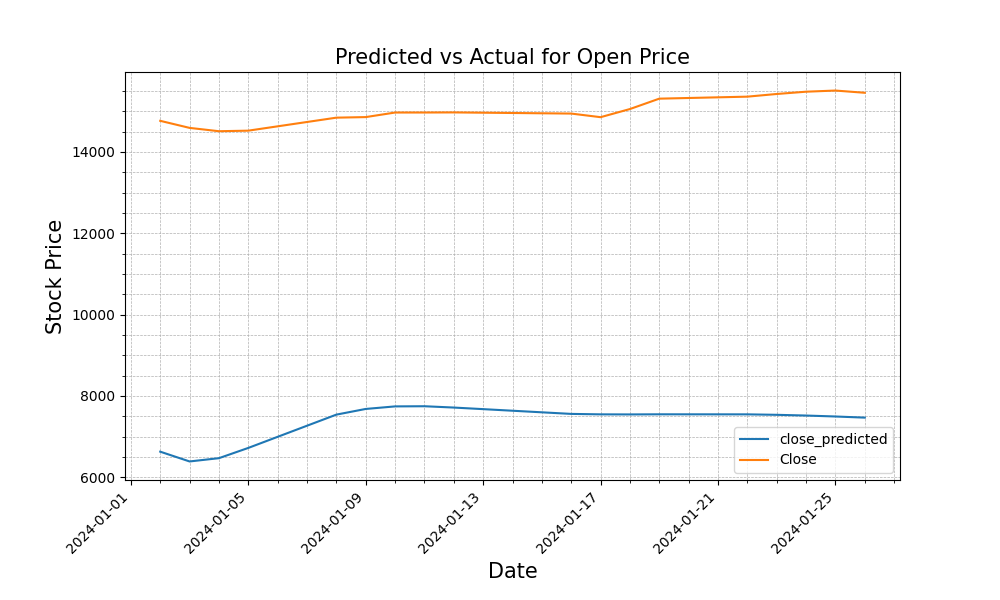 Predicted vs Actual for Open Price
Stock Price
14000
12000
10000
8000
6000
close_predicted
Close
2024-01-01
2024-01-05
2024-01-09
2024-01-13
2024-01-17
2024-01-21
2024-01-25
Date